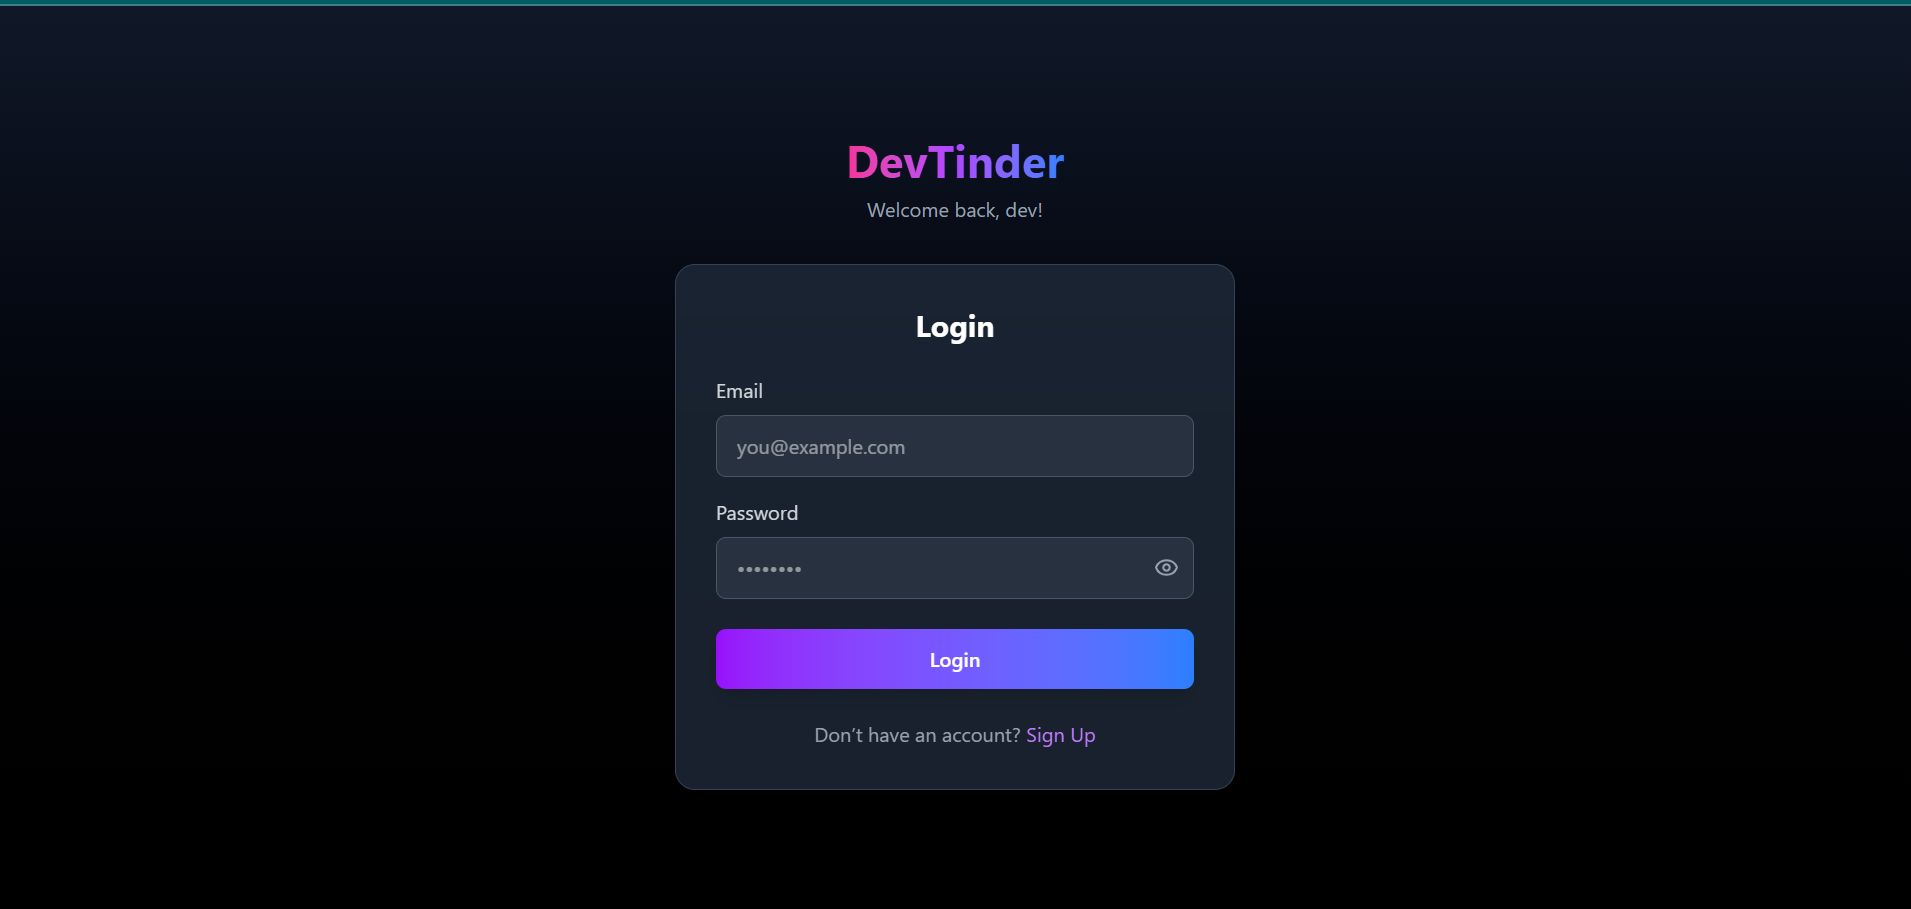 DevTinder
Welcome back, dev!
Login
Email
you@example.com
Password
••••••••
Login
Don’t have an account? Sign Up